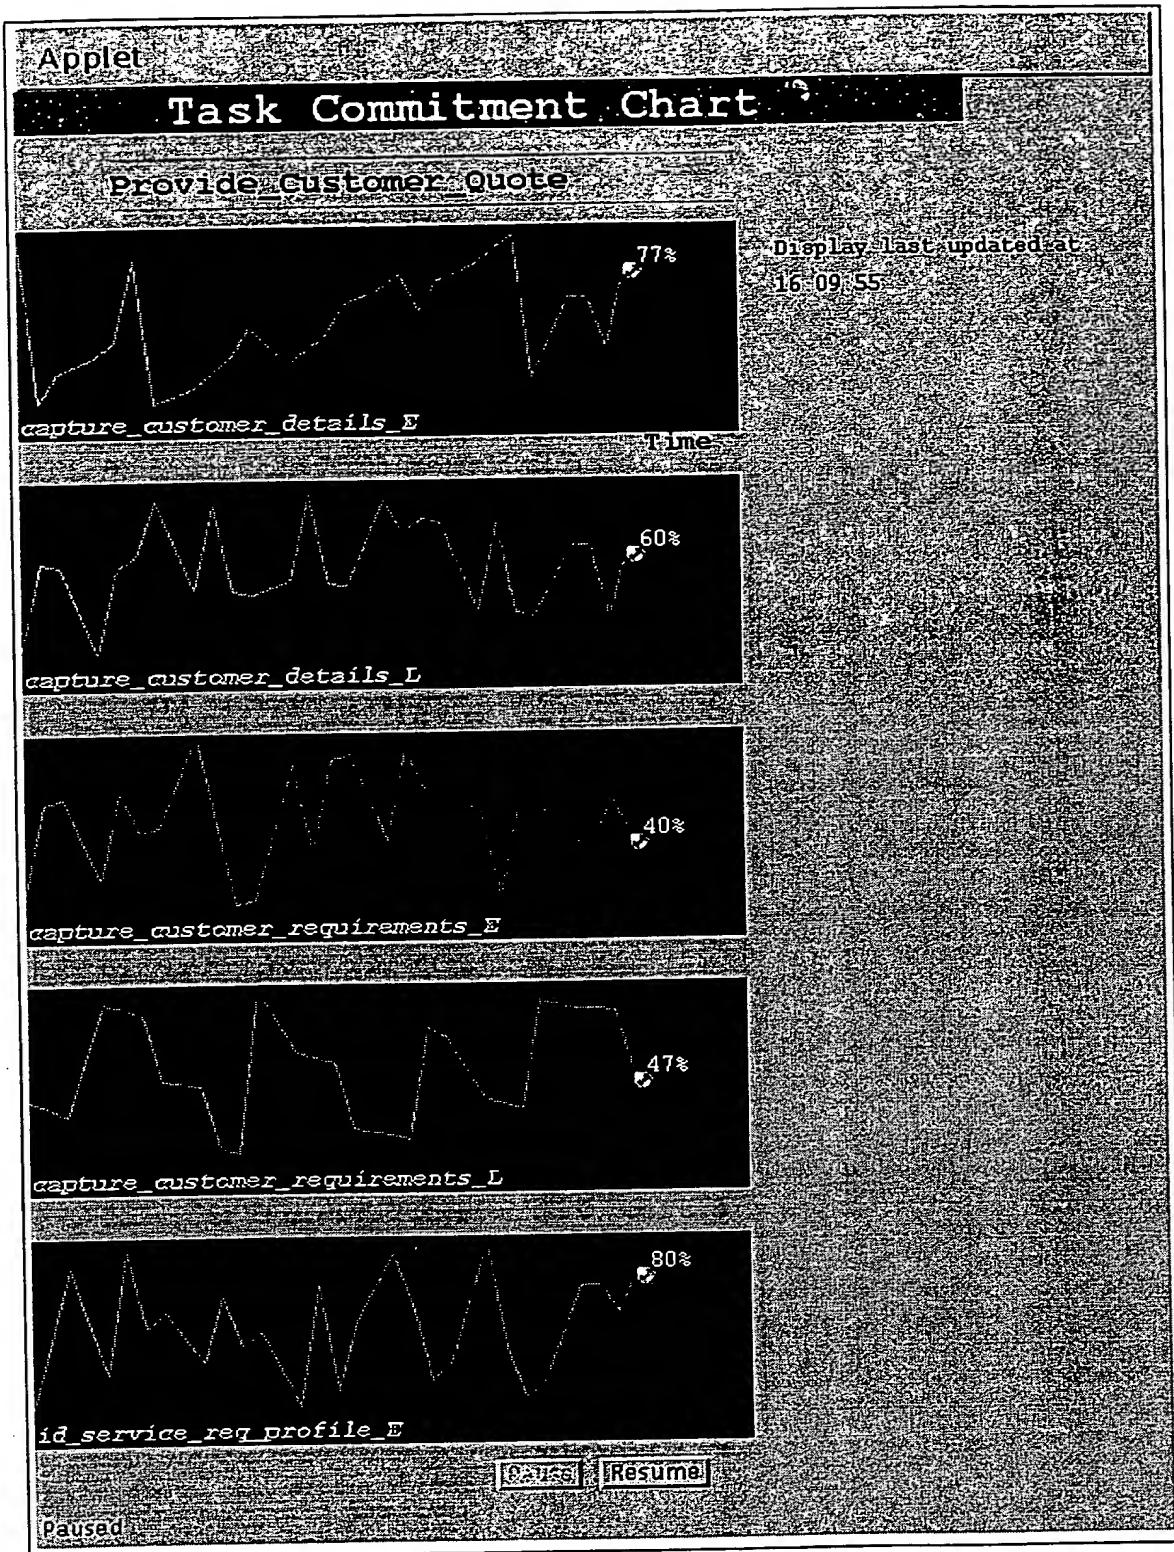 Applet
Task Commitment Chart
Provide_Customer_Quote
77%
Display last updated at
16 09 55
capture_customer_details_E
Time
60%
capture_customer_details_L
40%
capture_customer_requirements_E
47%
capture_customer_requirements_L
80%
id_service_req_profile_E
Pause Resume
Paused